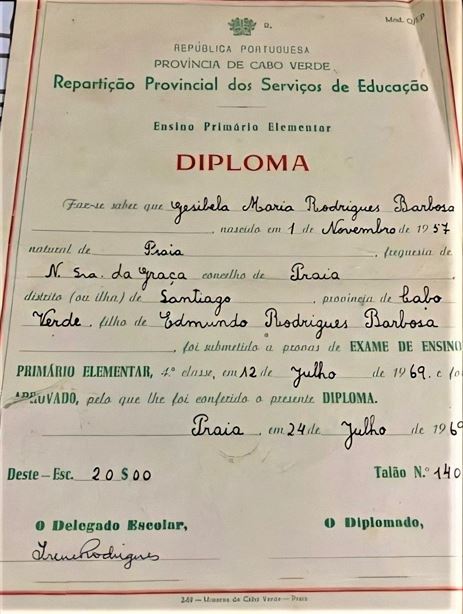 R.
REPÚBLICA PORTUGUESA
PROVÍNCIA DE CABO VERDE
Repartição Provincial dos Serviços de Educação
Ensino Primário Elementar
DIPLOMA
Faz-se saber que Gesibela Maria Rodrigues Barbosa
, nascido em 1 de Novembro de 1957
natural de Praia, freguesia de
N. Sra. da Graça concelho de Praia
distrito (ou ilha) de Santiago, província de Cabo
Verde, filho de Edmundo Rodrigues Barbosa
, foi submetido a provas de EXAME DE ENSINO
PRIMÁRIO ELEMENTAR, 4.ª classe, em 12 de Julho de 1969. e fo
APROVADO, pelo que lhe foi conferido o presente DIPLOMA.
Praia, em 24 de Julho de 196
Deste—Esc. 20$00 Talão N.º 140
O Delegado Escolar, O Diplomado,
Irene Rodrigues
Cabo Verde — Praia